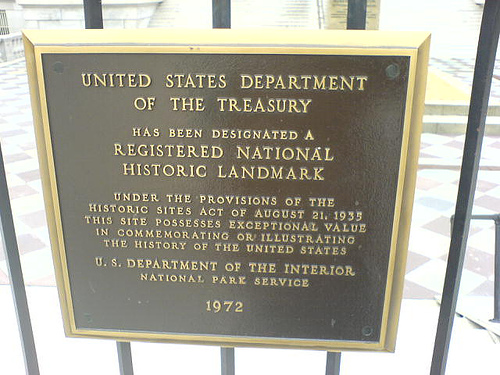 UNITED STATES DEPARTMENT
OF THE TREASURY
HAS BEEN DESIGNATED A
REGISTERED NATIONAL
HISTORIC LANDMARK
UNDER THE PROVISIONS OF THE
HISTORIC SITES ACT OF AUGUST 21, 1935
THIS SITE POSSESSES EXCEPTIONAL VALUE
IN COMMEMORATING OR ILLUSTRATING
THE HISTORY OF THE UNITED STATES
U. S. DEPARTMENT OF THE INTERIOR
NATIONAL PARK SERVICE
1972